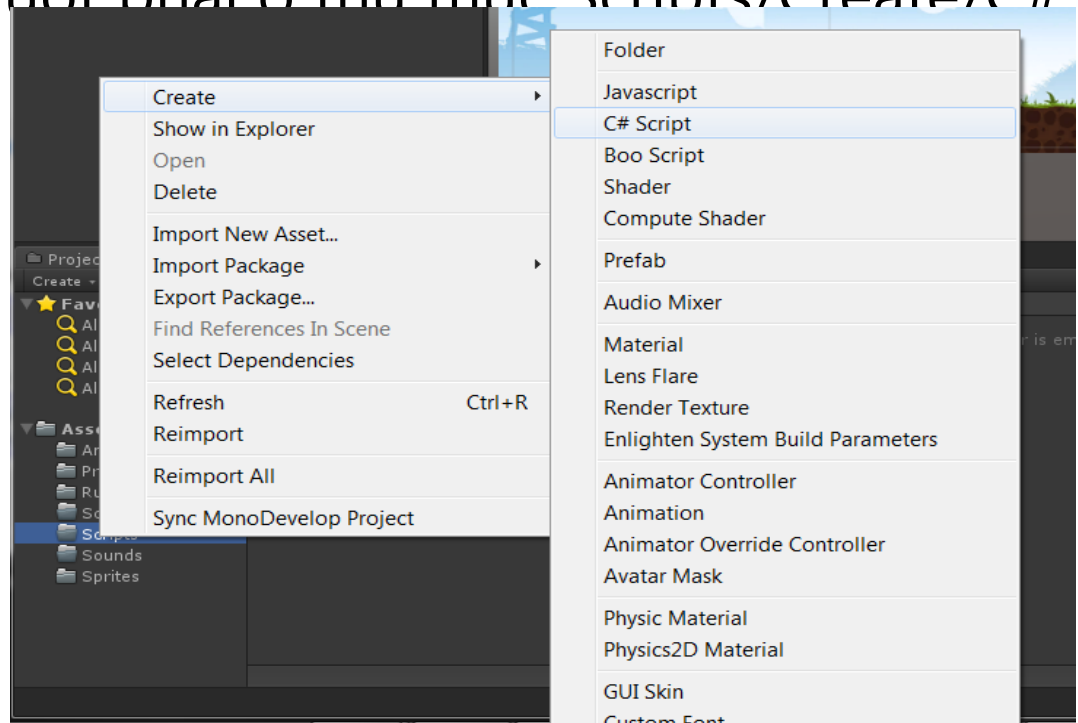 Folder
Create
Javascript
Show in Explorer
C# Script
Open
Boo Script
Delete
Shader
Compute Shader
Import New Asset...
Import Package
Prefab
Export Package...
Audio Mixer
Find References In Scene
Material
Select Dependencies
Lens Flare
Refresh Ctrl+R
Render Texture
Reimport
Enlighten System Build Parameters
Reimport All
Animator Controller
Sync MonoDevelop Project
Animation
Animator Override Controller
Avatar Mask
Physic Material
Physics2D Material
GUI Skin
Custom Font
Create
Scripts
Sounds
Sprites